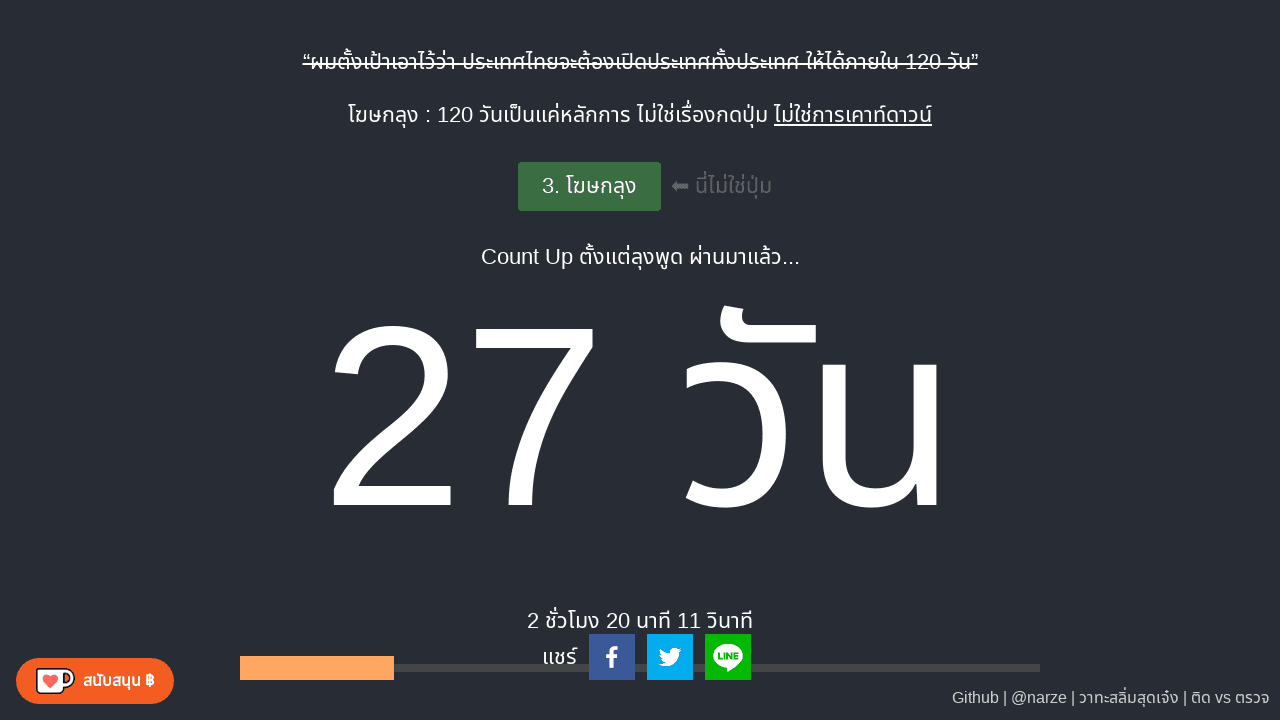 “ผมตั้งเป้าเอาไว้ว่า ประเทศไทยจะต้องเปิดประเทศทั้งประเทศ ให้ได้ภายใน 120 วัน”
โฆษกลุง : 120 วันเป็นแค่หลักการ ไม่ใช่เรื่องกดปุ่ม ไม่ใช่การเคาท์ดาวน์
3. โฆษกลุง ⬅ นี่ไม่ใช่ปุ่ม
Count Up ตั้งแต่ลุงพูด ผ่านมาแล้ว...
27 วัน
2 ชั่วโมง 20 นาที 11 วินาที
แชร์ LINE
สนับสนุน ฿
Github | @narze | วาทะสลิ่มสุดเจ๋ง | ติด vs ตรวจ